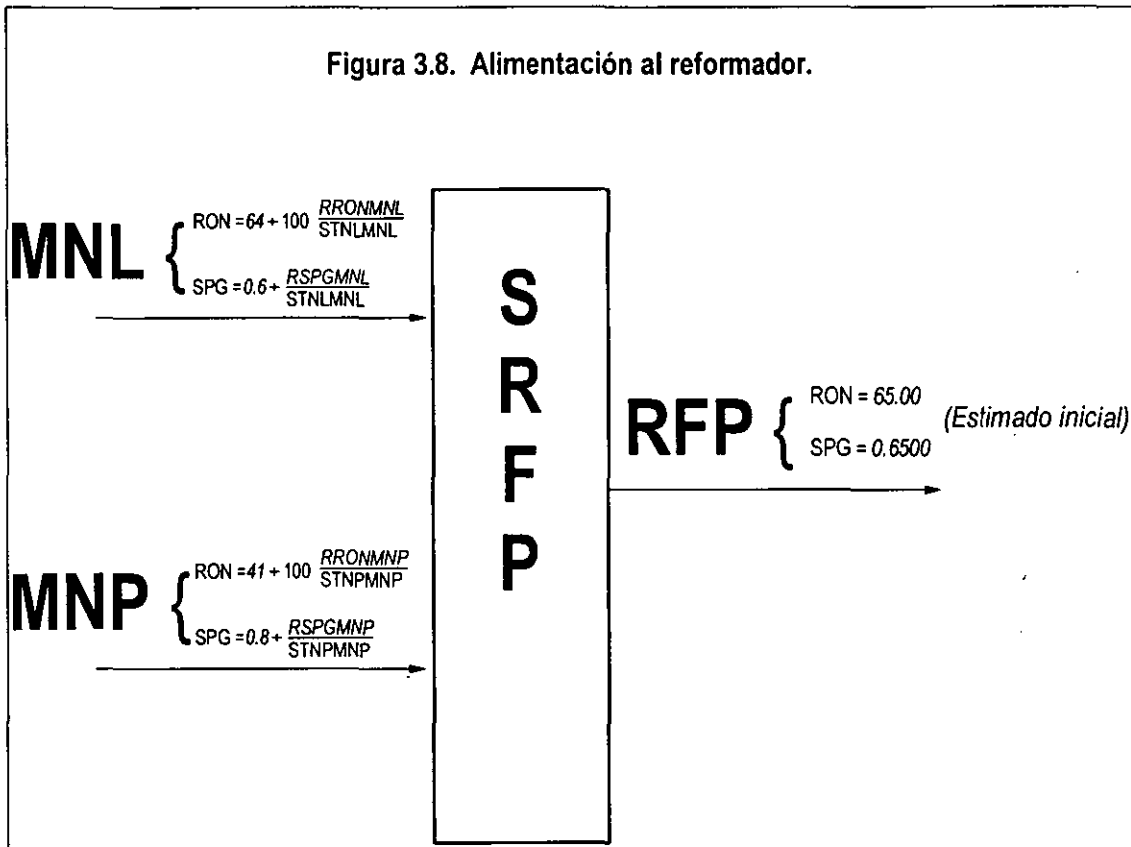 Figura 3.8. Alimentación al reformador.
MNL { RON = 64 + 100 RRONMNL / STNLMNL
SPG = 0.6 + RSPGMNL / STNLMNL
MNP { RON = 41 + 100 RRONMNP / STNPMNP
SPG = 0.8 + RSPGMNP / STNPMNP
S
R
F
P
RFP { RON = 65.00
SPG = 0.6500
(Estimado inicial)